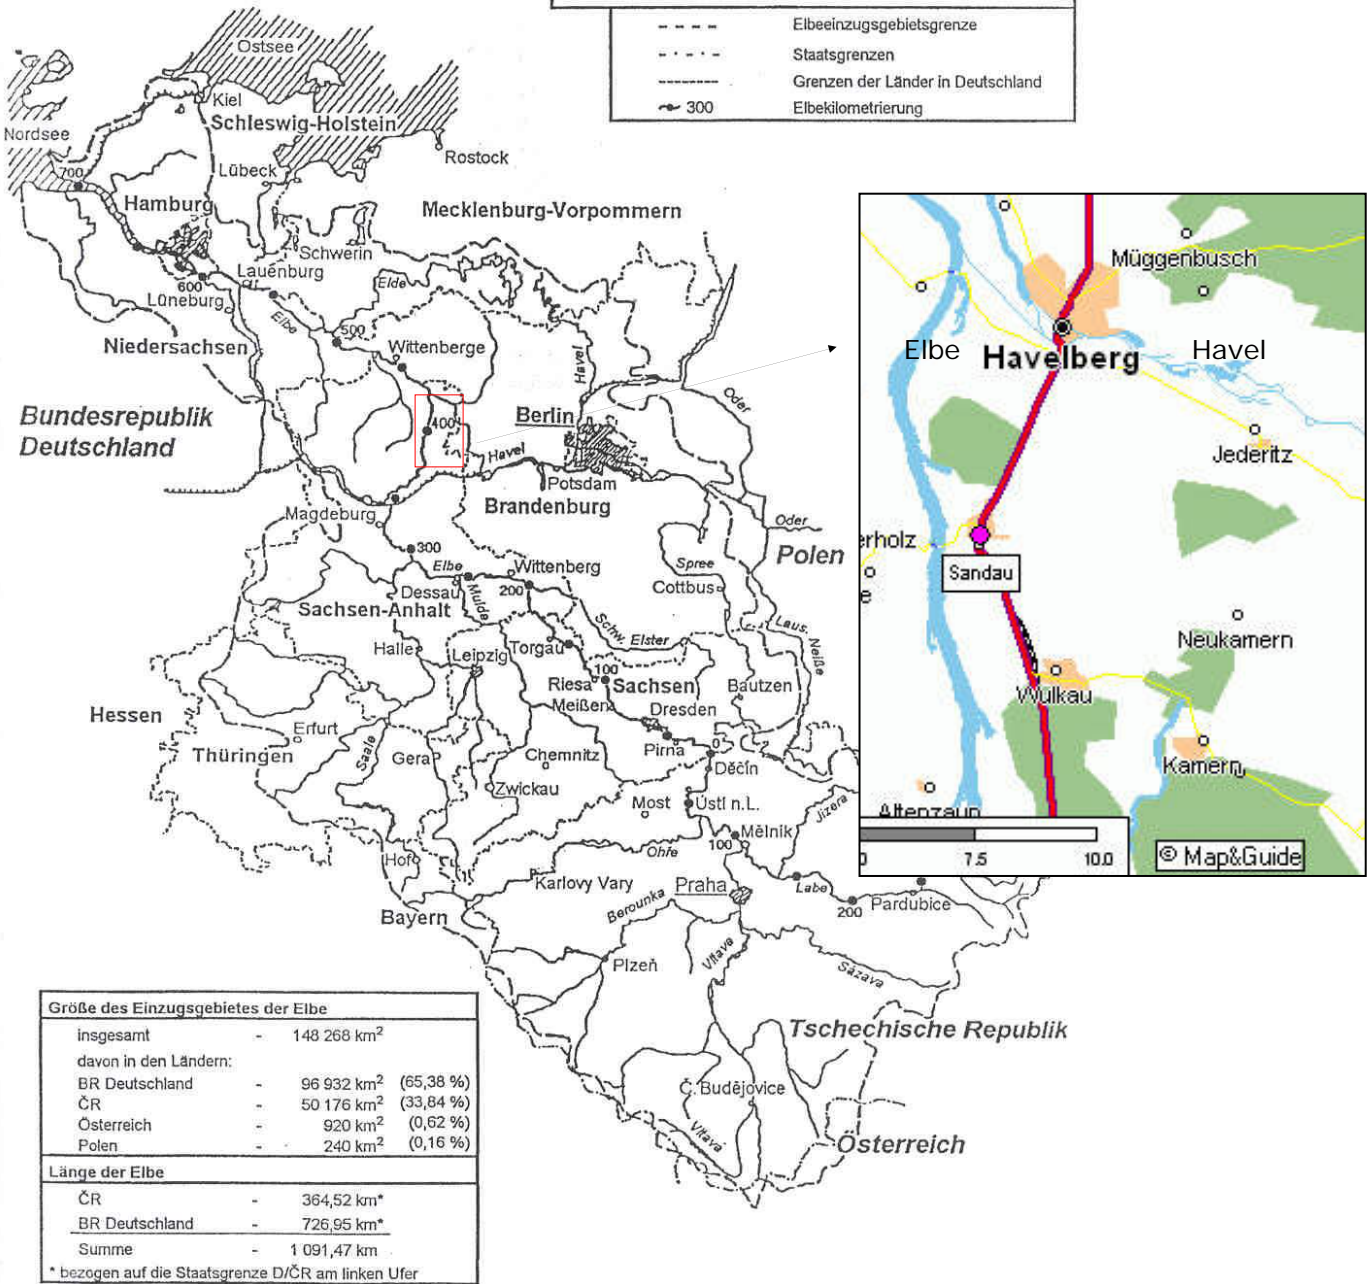 Elbeeinzugsgebietsgrenze
Staatsgrenzen
Grenzen der Länder in Deutschland
300 Elbekilometrierung
Ostsee
Kiel
Schleswig-Holstein
Nordsee
Rostock
700
Lübeck
Hamburg
Mecklenburg-Vorpommern
Schwerin
Lauenburg
600
Elde
Lüneburg
Elbe
500
Niedersachsen
Wittenberge
Havel
Bundesrepublik
Deutschland
Berlin
Oder
400
Havel
Potsdam
Brandenburg
Magdeburg
Oder
Polen
300
Elbe
Wittenberg
Spree
Dessau
200
Cottbus
Mulde
Sachsen-Anhalt
Schw. Elster
Laus. Neiße
Halle
Torgau
Leipzig
100
Riesa
Sachsen
Bautzen
Meißen
Dresden
Hessen
Erfurt
Pirna
0
Thüringen
Saale
Gera
Chemnitz
Děčín
Zwickau
Most
Ústí n.L.
Jizera
Mělník
100
Ohře
Hof
Karlovy Vary
Praha
Labe
200
Pardubice
Bayern
Berounka
Vltava
Plzeň
Sázava
Tschechische Republik
Č. Budějovice
Vltava
Österreich
Müggenbusch
Elbe
Havelberg
Havel
Jederitz
erholz
Sandau
e
Neukamern
Wulkau
Kamern
Altenzaun
0
7.5
10.0
© Map&Guide
Größe des Einzugsgebietes der Elbe
insgesamt - 148 268 km²
davon in den Ländern:
BR Deutschland - 96 932 km² (65,38 %)
ČR - 50 176 km² (33,84 %)
Österreich - 920 km² (0,62 %)
Polen - 240 km² (0,16 %)
Länge der Elbe
ČR - 364,52 km*
BR Deutschland - 726,95 km*
Summe - 1 091,47 km
* bezogen auf die Staatsgrenze D/ČR am linken Ufer